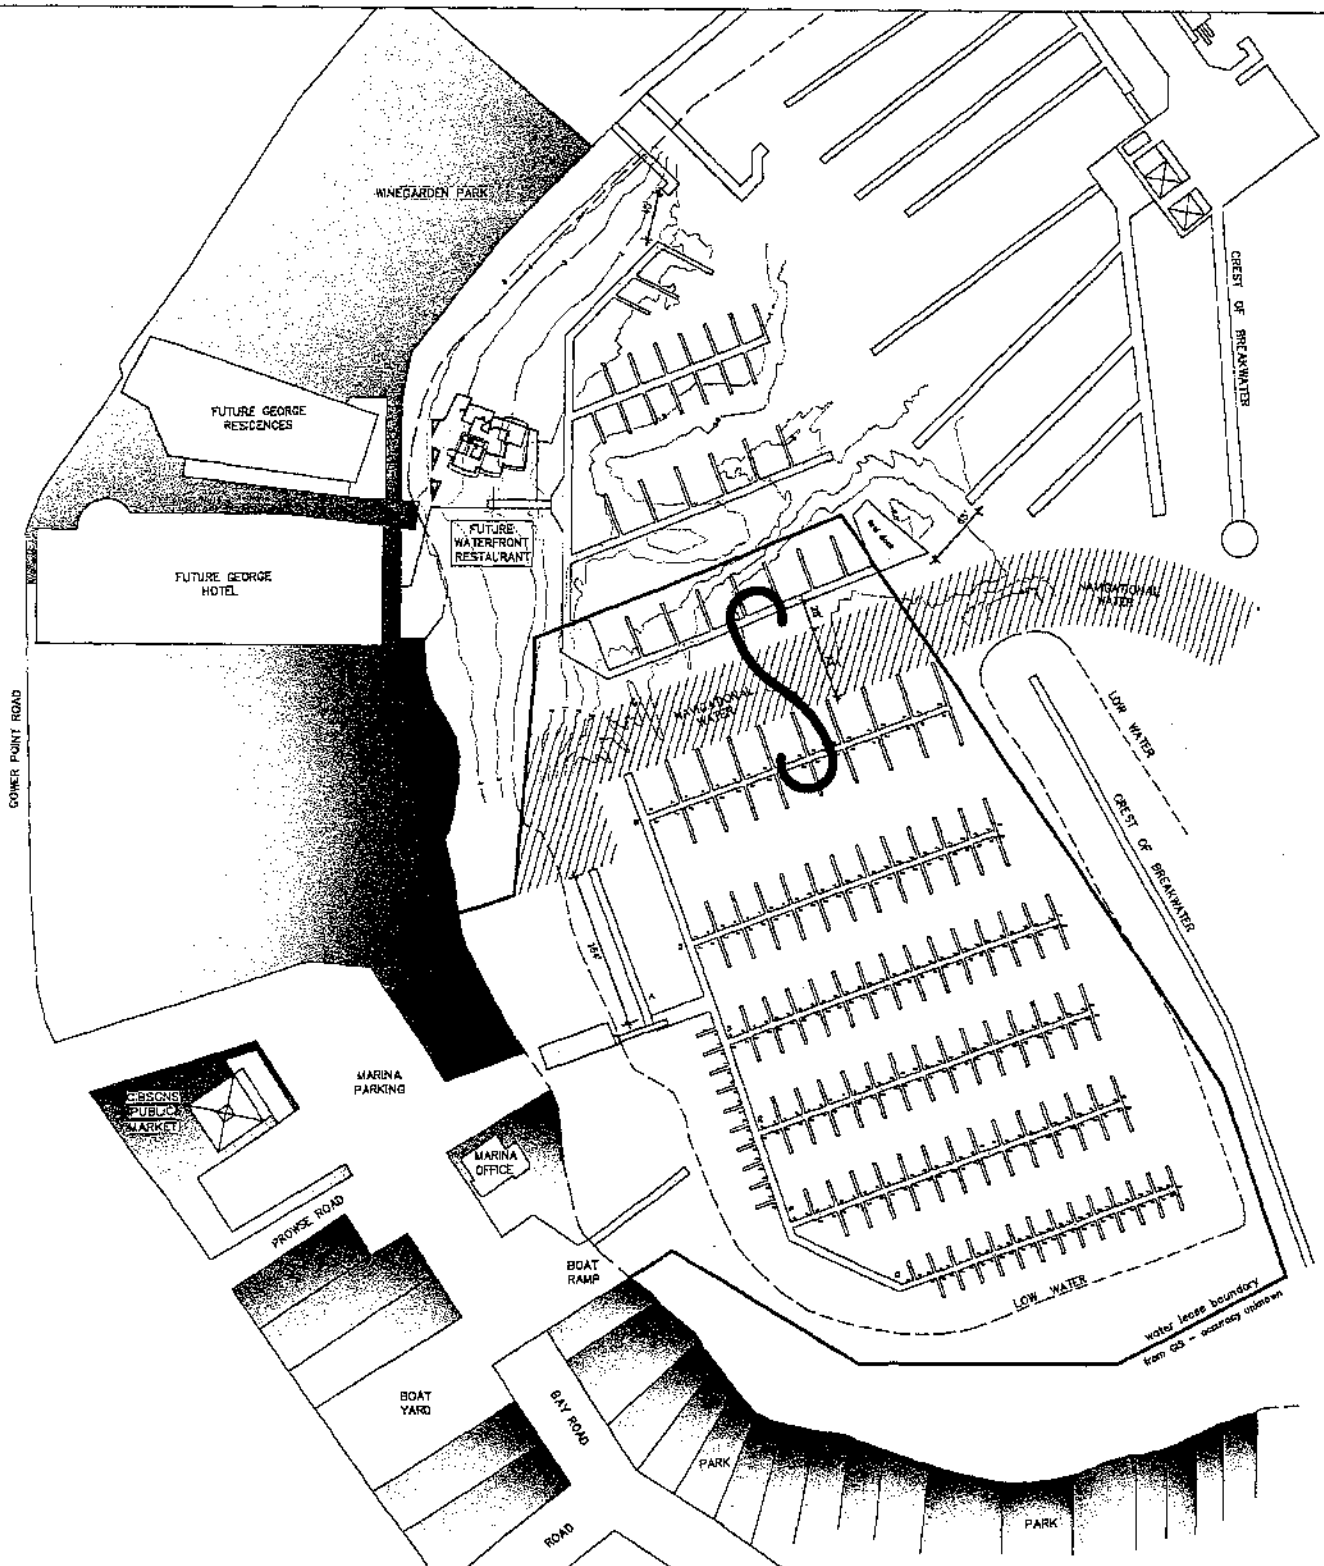 WINEGARDEN PARK
CREST OF BREAKWATER
FUTURE GEORGE
RESIDENCES
FUTURE
WATERFRONT
RESTAURANT
FUTURE GEORGE
HOTEL
NAVIGATIONAL
WATER
NAVIGATIONAL
WATER
S
GOWER POINT ROAD
LOW WATER
CREST OF BREAKWATER
MARINA
PARKING
GIBSONS
PUBLIC
MARKET
MARINA
OFFICE
PROWSE ROAD
BOAT
RAMP
LOW WATER
water lease boundary
from GIS - accuracy unknown
BOAT
YARD
BAY ROAD
PARK
PARK
ROAD